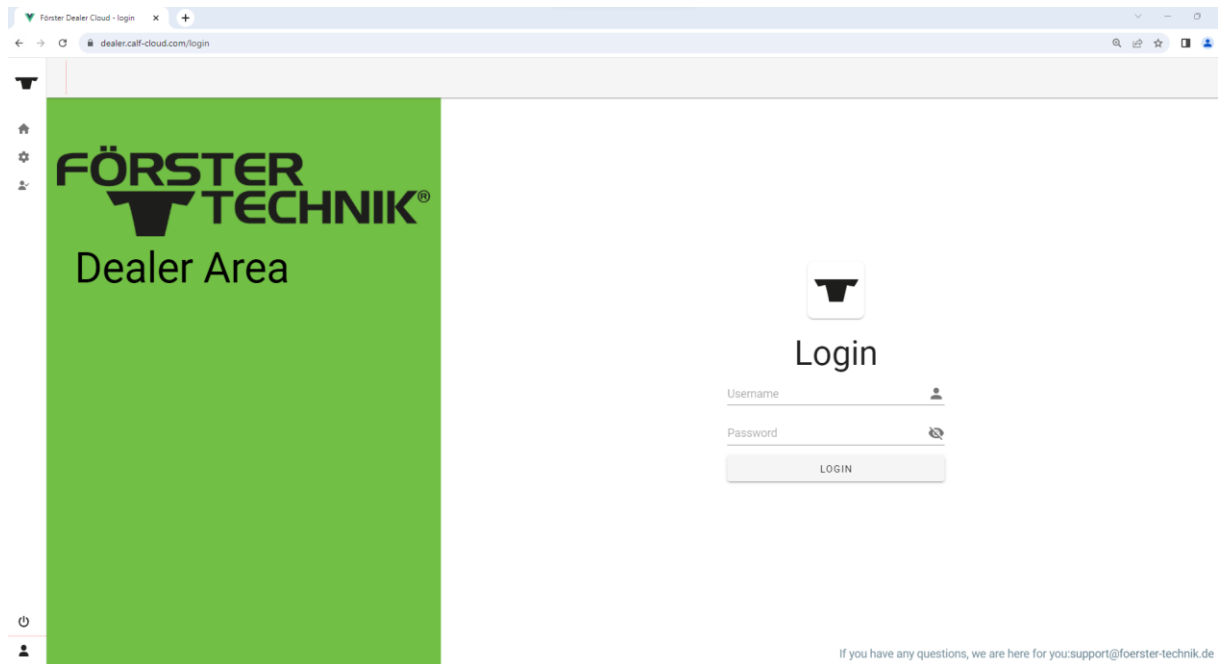 Förster Dealer Cloud - login
dealer.calf-cloud.com/login
FÖRSTER
TECHNIK®
Dealer Area
Login
Username
Password
LOGIN
If you have any questions, we are here for you:support@foerster-technik.de